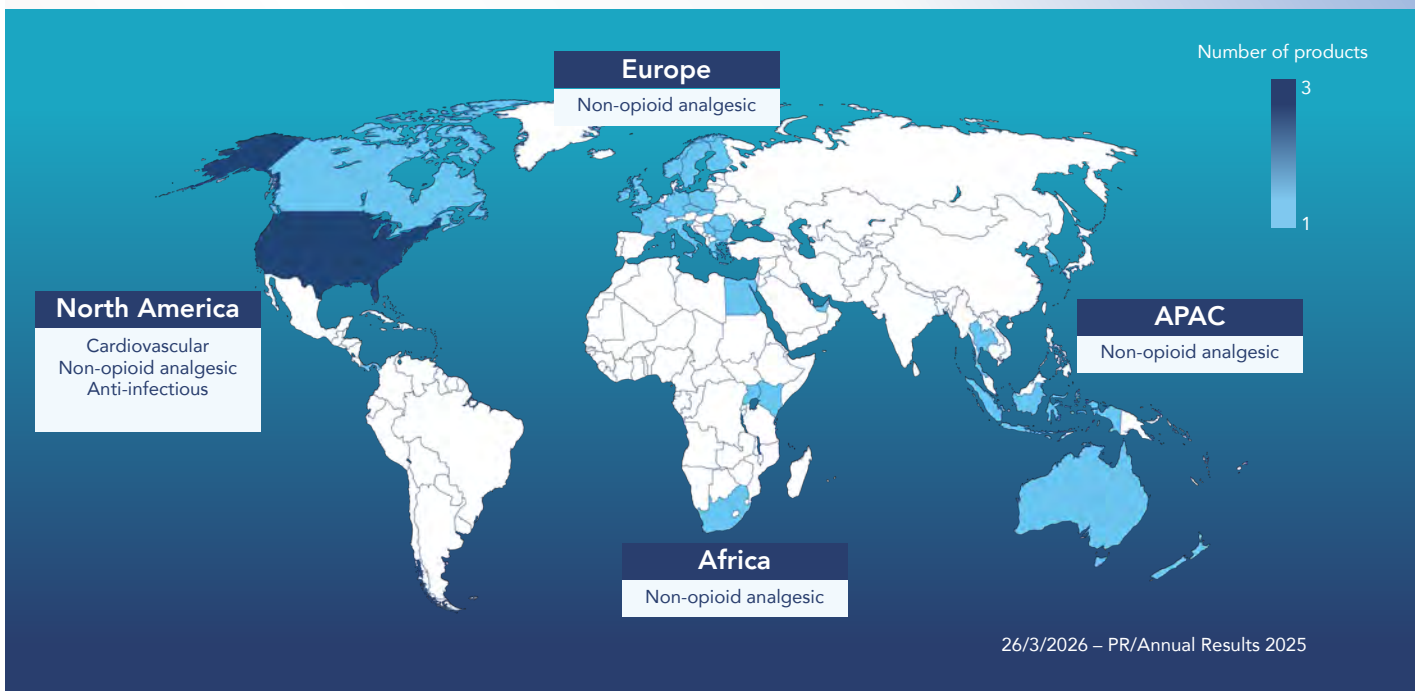 Number of products
3
1
Europe
Non-opioid analgesic
North America
Cardiovascular
Non-opioid analgesic
Anti-infectious
APAC
Non-opioid analgesic
Africa
Non-opioid analgesic
26/3/2026 – PR/Annual Results 2025